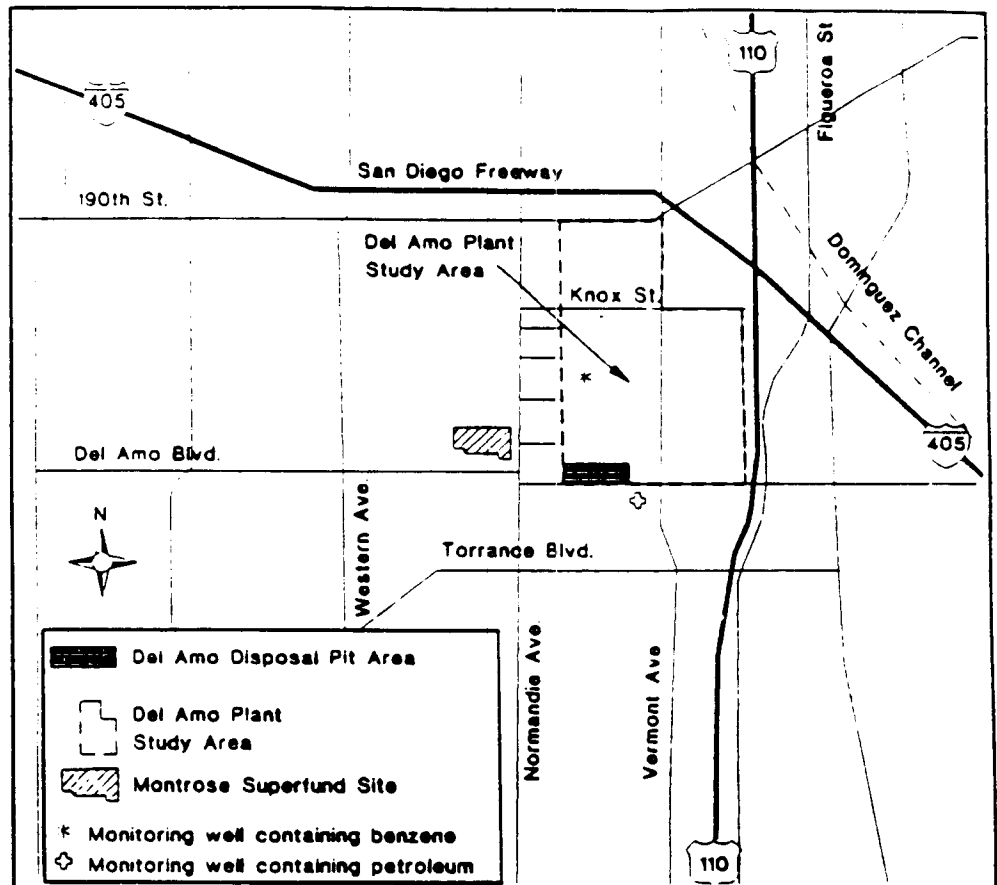 110
Figueroa St
405
San Diego Freeway
190th St.
Del Amo Plant
Study Area
Knox St.
Dominguez Channel
405
Del Amo Blvd.
N
Western Ave
Torrance Blvd.
Normandie Ave.
Vermont Ave
Del Amo Disposal Pit Area
Del Amo Plant
Study Area
Montrose Superfund Site
* Monitoring well containing benzene
Monitoring well containing petroleum
110